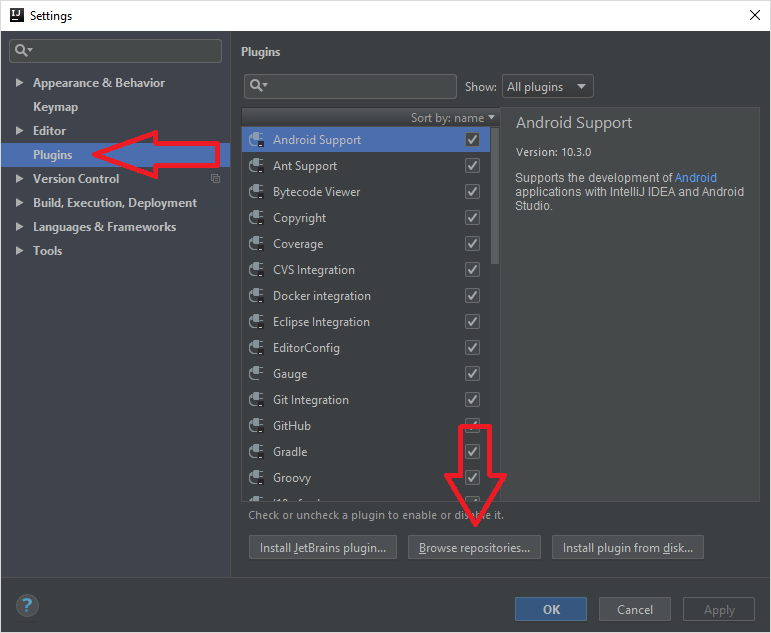 IJ Settings
Plugins
Show: All plugins
Appearance & Behavior
Keymap
Editor
Plugins
Version Control
Build, Execution, Deployment
Languages & Frameworks
Tools
Sort by: name
Android Support
Ant Support
Bytecode Viewer
Copyright
Coverage
CVS Integration
Docker integration
Eclipse Integration
EditorConfig
Gauge
Git Integration
GitHub
Gradle
Groovy
Android Support
Version: 10.3.0
Supports the development of Android
applications with IntelliJ IDEA and Android
Studio.
Check or uncheck a plugin to enable or disable it.
Install JetBrains plugin...
Browse repositories...
Install plugin from disk...
?
OK
Cancel
Apply